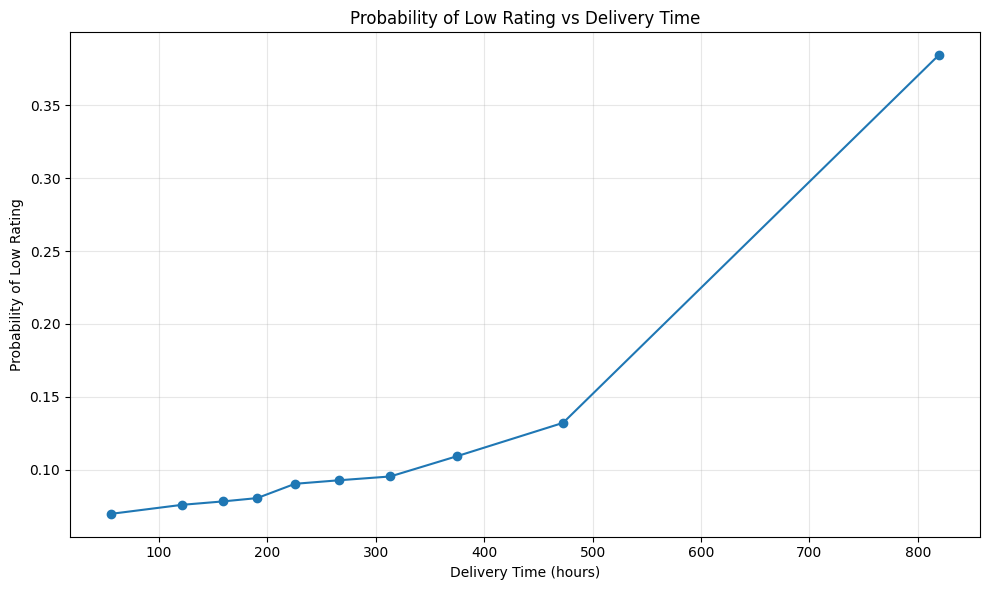 Probability of Low Rating vs Delivery Time
Probability of Low Rating
0.35
0.30
0.25
0.20
0.15
0.10
100 200 300 400 500 600 700 800
Delivery Time (hours)